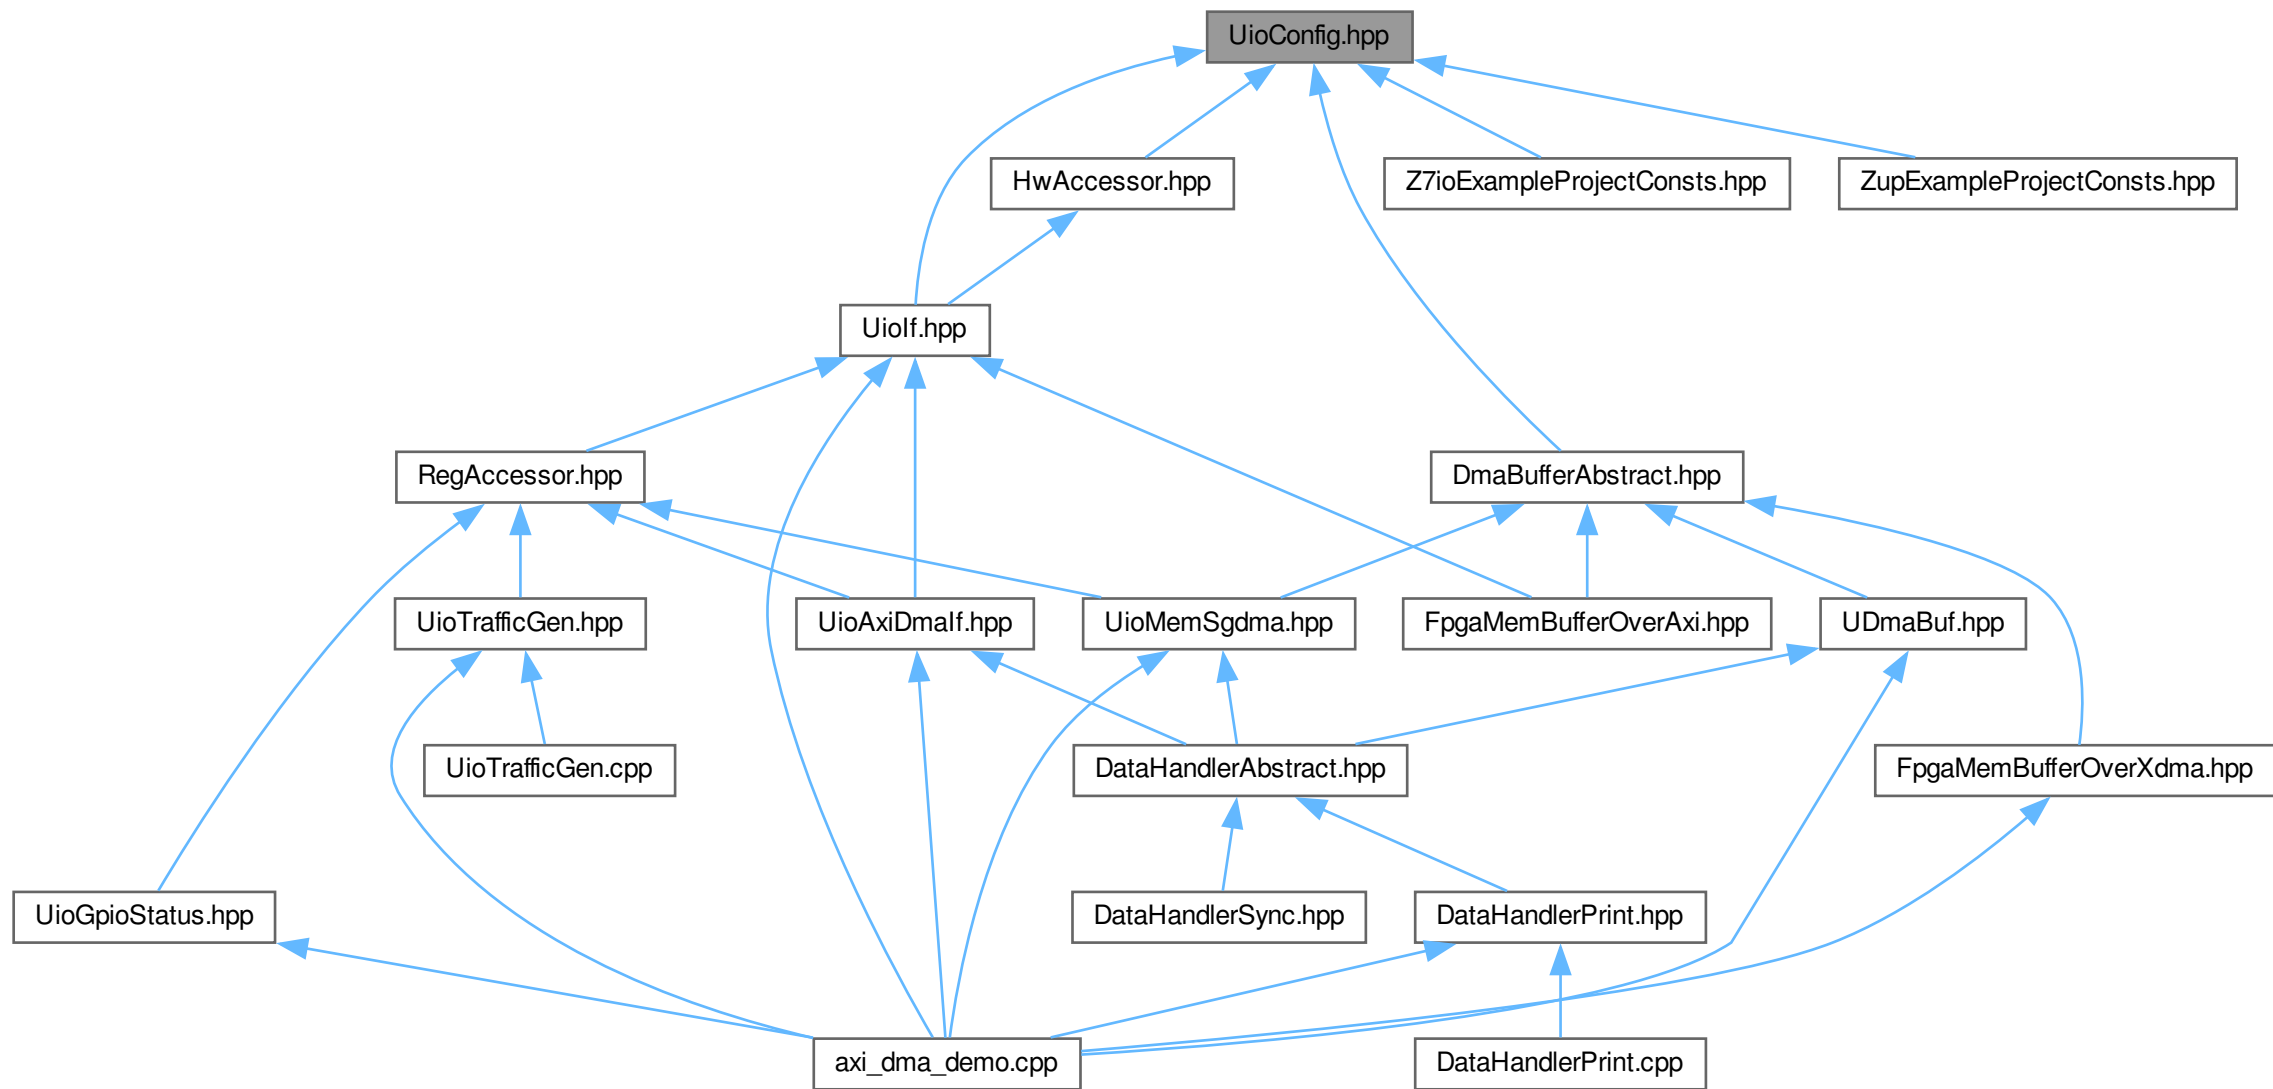 UioConfig.hpp
HwAccessor.hpp
Z7ioExampleProjectConsts.hpp
ZupExampleProjectConsts.hpp
UioIf.hpp
RegAccessor.hpp
DmaBufferAbstract.hpp
UioTrafficGen.hpp
UioAxiDmaIf.hpp
UioMemSgdma.hpp
FpgaMemBufferOverAxi.hpp
UDmaBuf.hpp
UioTrafficGen.cpp
DataHandlerAbstract.hpp
FpgaMemBufferOverXdma.hpp
UioGpioStatus.hpp
DataHandlerSync.hpp
DataHandlerPrint.hpp
axi_dma_demo.cpp
DataHandlerPrint.cpp